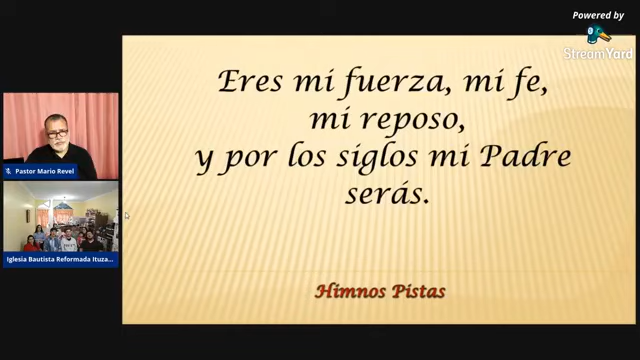 Powered by
StreamYard
Eres mi fuerza, mi fe,
mi reposo,
y por los siglos mi Padre
serás.
Himnos Pistas
Pastor Mario Revel
Iglesia Bautista Reformada Ituza...